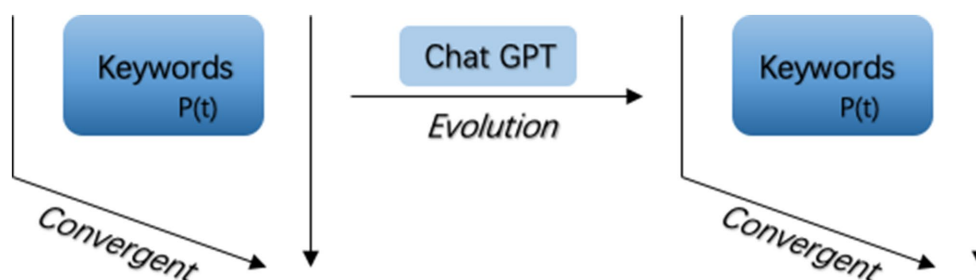 Keywords
P(t)
Convergent
Chat GPT
Evolution
Keywords
P(t)
Convergent